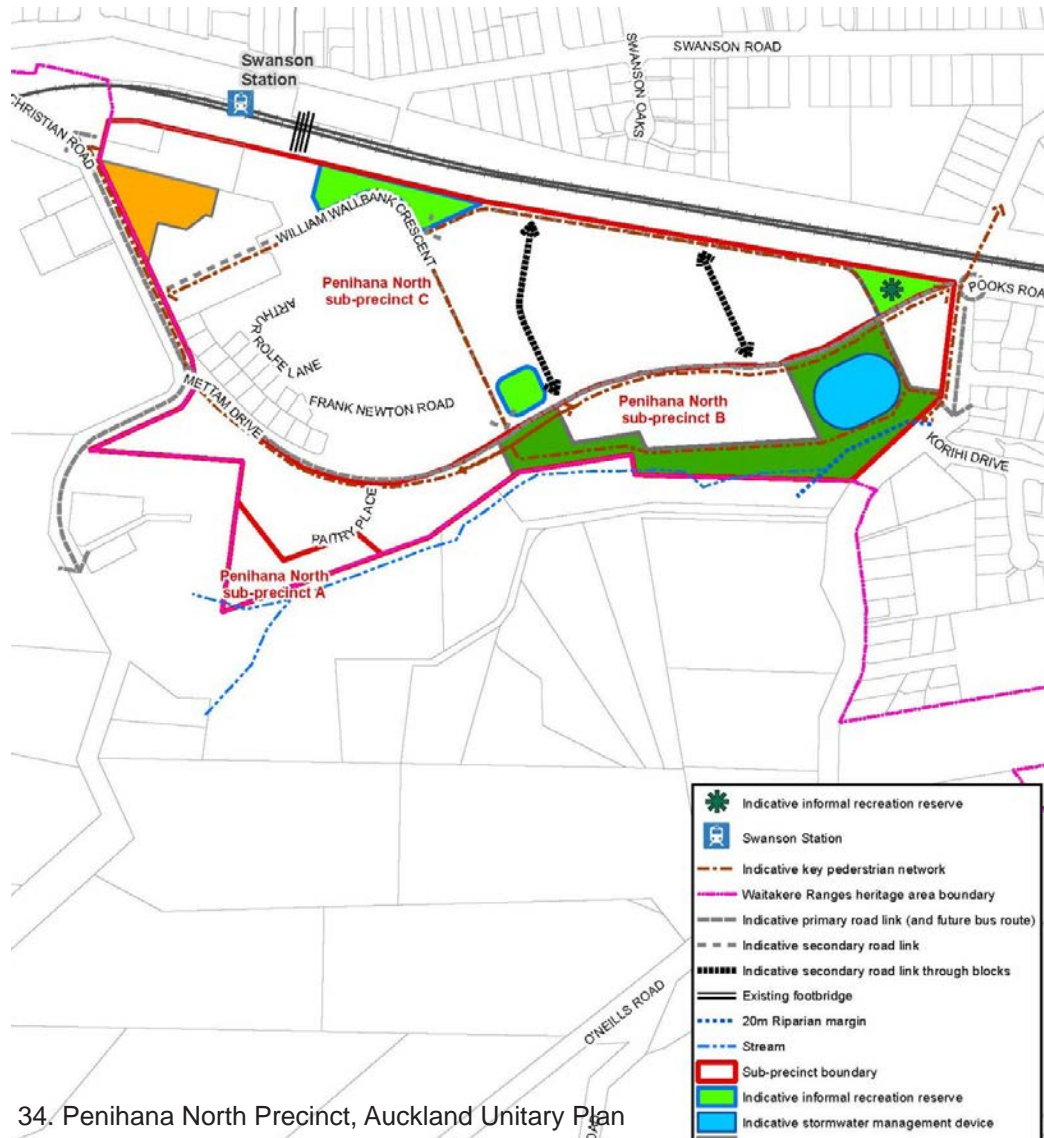 SWANSON ROAD
SWANSON OAKS
Swanson
Station
CHRISTIAN ROAD
WILLIAM WALLBANK CRESCENT
Penihana North
sub-precinct C
POOKS ROA
ARTHUR
ROLFE LANE
METTAM DRIVE
FRANK NEWTON ROAD
Penihana North
sub-precinct B
KORIHI DRIVE
PAITRY PLACE
Penihana North
sub-precinct A
O'NEILLS ROAD
Indicative informal recreation reserve
Swanson Station
Indicative key pederstrian network
Waitakere Ranges heritage area boundary
Indicative primary road link (and future bus route)
Indicative secondary road link
Indicative secondary road link through blocks
Existing footbridge
20m Riparian margin
Stream
Sub-precinct boundary
Indicative informal recreation reserve
Indicative stormwater management device
34. Penihana North Precinct, Auckland Unitary Plan